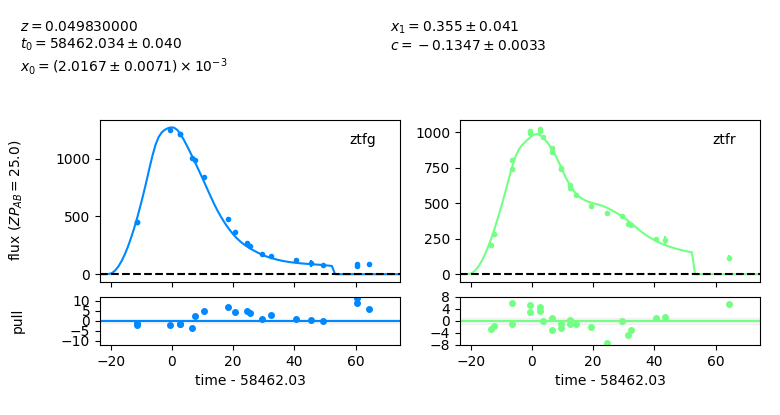 z = 0.049830000
t₀ = 58462.034 ± 0.040
x₀ = (2.0167 ± 0.0071) × 10⁻³
x₁ = 0.355 ± 0.041
c = −0.1347 ± 0.0033
flux (ZP_AB = 25.0)
1000
500
0
ztfg
1000
750
500
250
0
ztfr
pull
10
5
0
−5
−10
−20
0
20
40
60
time - 58462.03
8
4
0
−4
−8
−20
0
20
40
60
time - 58462.03